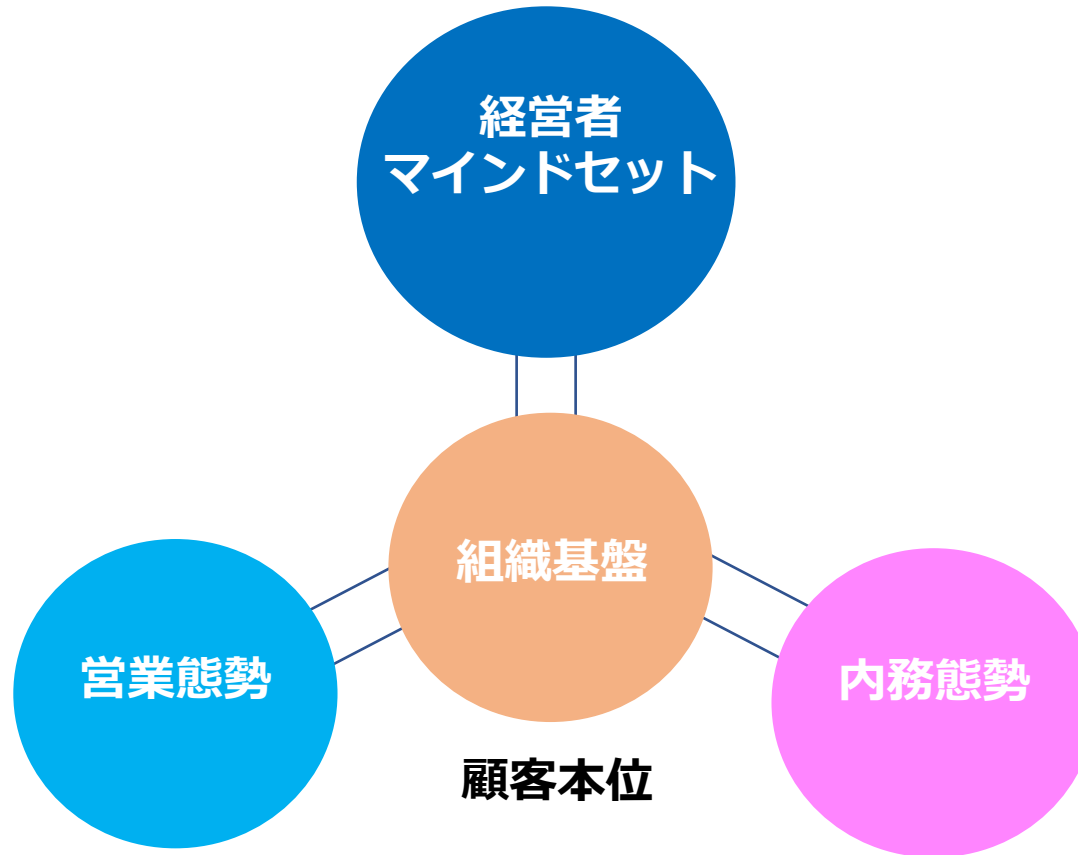 経営者
マインドセット
組織基盤
営業態勢
内務態勢
顧客本位